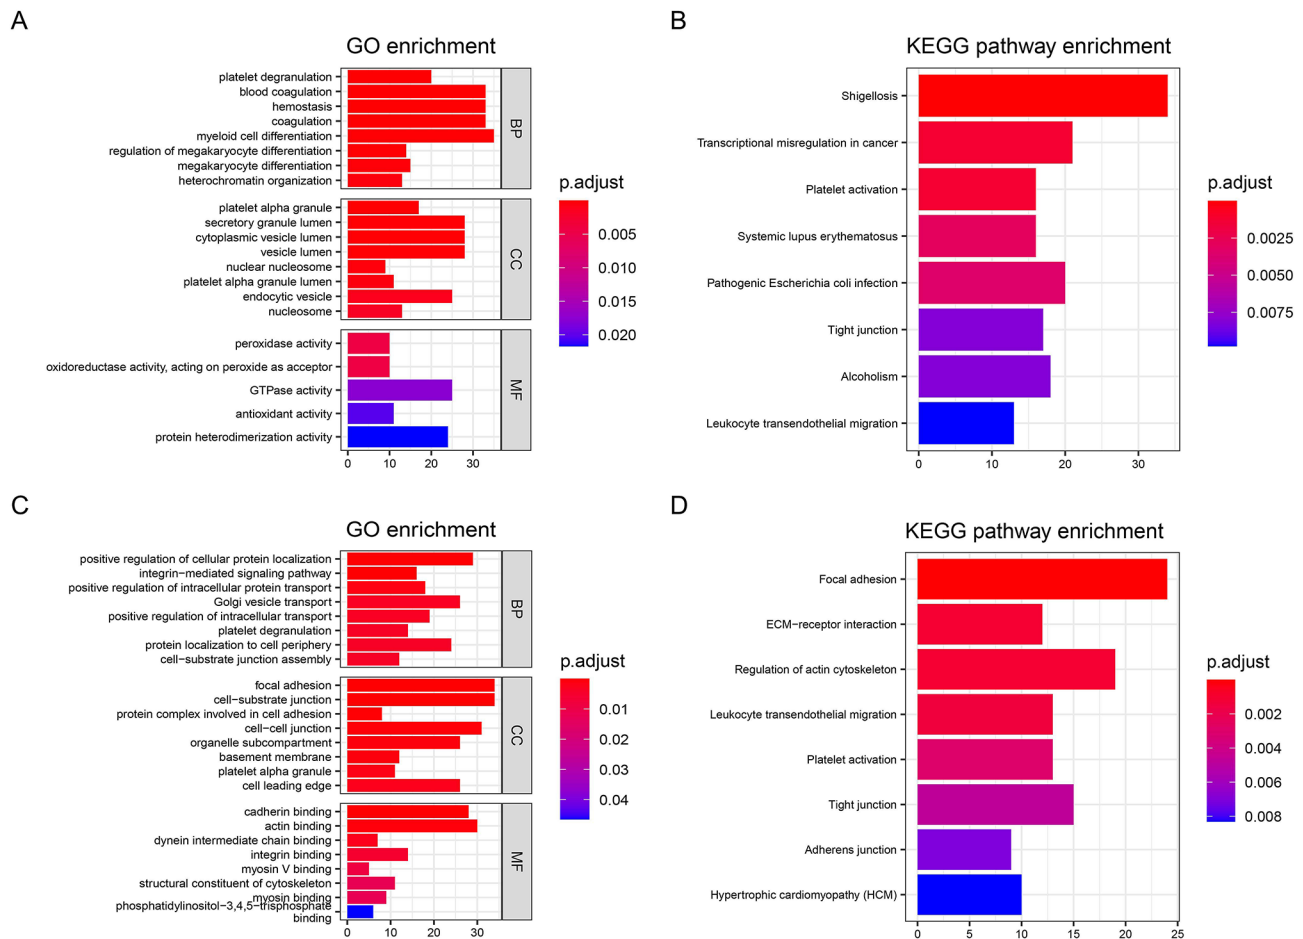 A
GO enrichment
platelet degranulation
blood coagulation
hemostasis
coagulation
myeloid cell differentiation
regulation of megakaryocyte differentiation
megakaryocyte differentiation
heterochromatin organization
BP
platelet alpha granule
secretory granule lumen
cytoplasmic vesicle lumen
vesicle lumen
nuclear nucleosome
platelet alpha granule lumen
endocytic vesicle
nucleosome
CC
peroxidase activity
oxidoreductase activity, acting on peroxide as acceptor
GTPase activity
antioxidant activity
protein heterodimerization activity
MF
0 10 20 30
p.adjust
0.005
0.010
0.015
0.020
B
KEGG pathway enrichment
Shigellosis
Transcriptional misregulation in cancer
Platelet activation
Systemic lupus erythematosus
Pathogenic Escherichia coli infection
Tight junction
Alcoholism
Leukocyte transendothelial migration
0 10 20 30
p.adjust
0.0025
0.0050
0.0075
C
GO enrichment
positive regulation of cellular protein localization
integrin−mediated signaling pathway
positive regulation of intracellular protein transport
Golgi vesicle transport
positive regulation of intracellular transport
platelet degranulation
protein localization to cell periphery
cell−substrate junction assembly
BP
focal adhesion
cell−substrate junction
protein complex involved in cell adhesion
cell−cell junction
organelle subcompartment
basement membrane
platelet alpha granule
cell leading edge
CC
cadherin binding
actin binding
dynein intermediate chain binding
integrin binding
myosin V binding
structural constituent of cytoskeleton
myosin binding
phosphatidylinositol−3,4,5−trisphosphate
binding
MF
0 10 20 30
p.adjust
0.01
0.02
0.03
0.04
D
KEGG pathway enrichment
Focal adhesion
ECM−receptor interaction
Regulation of actin cytoskeleton
Leukocyte transendothelial migration
Platelet activation
Tight junction
Adherens junction
Hypertrophic cardiomyopathy (HCM)
0 5 10 15 20 25
p.adjust
0.002
0.004
0.006
0.008